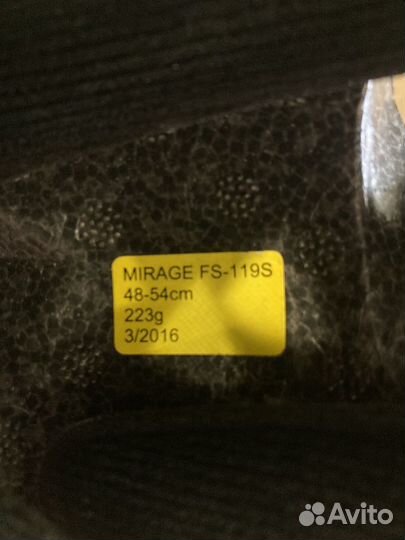 MIRAGE FS-119S
48-54cm
223g
3/2016
Avito